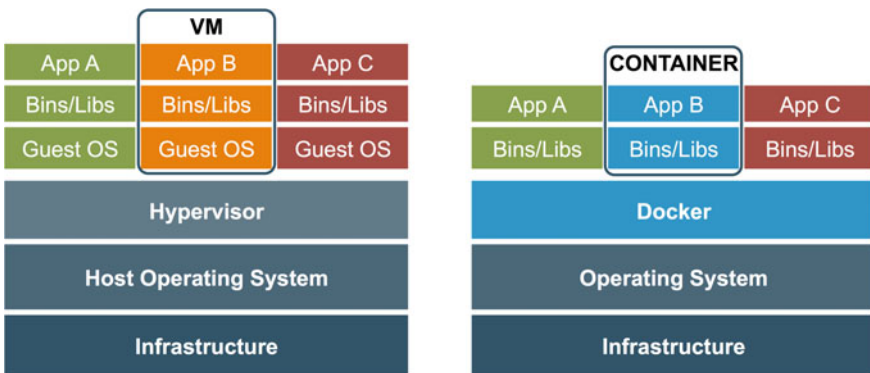 VM
App A
App B
App C
Bins/Libs
Bins/Libs
Bins/Libs
Guest OS
Guest OS
Guest OS
Hypervisor
Host Operating System
Infrastructure
CONTAINER
App A
App B
App C
Bins/Libs
Bins/Libs
Bins/Libs
Docker
Operating System
Infrastructure